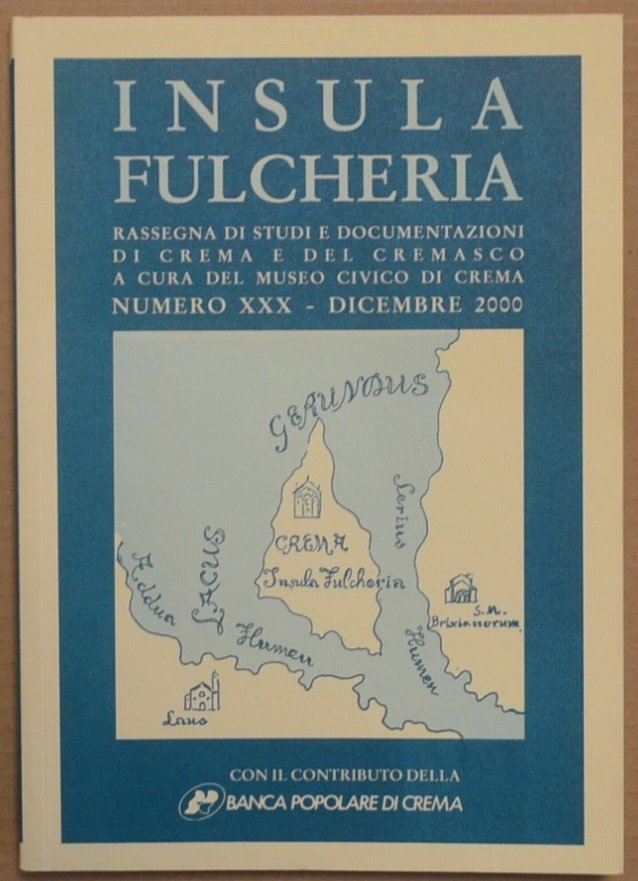 INSULA
FULCHERIA
RASSEGNA DI STUDI E DOCUMENTAZIONI
DI CREMA E DEL CREMASCO
A CURA DEL MUSEO CIVICO DI CREMA
NUMERO XXX - DICEMBRE 2000
GERUNDUS
Serius
CREMA
Insula Fulcheria
LACUS
Addua
Flumen
Flumen
S.M.
Brixianorum
Laus
CON IL CONTRIBUTO DELLA
BANCA POPOLARE DI CREMA